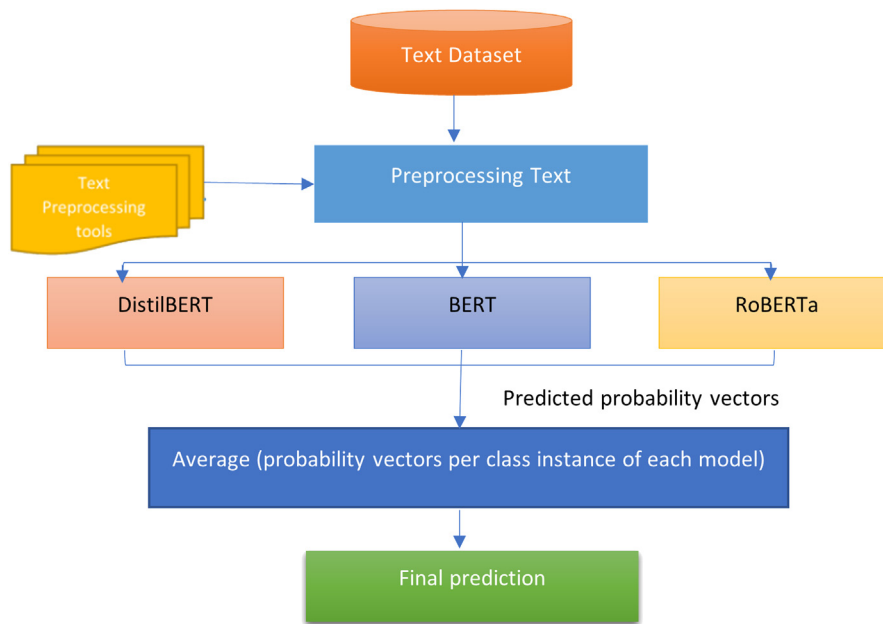 Text Dataset
Preprocessing Text
Text
Preprocessing
tools
DistilBERT
BERT
RoBERTa
Predicted probability vectors
Average (probability vectors per class instance of each model)
Final prediction